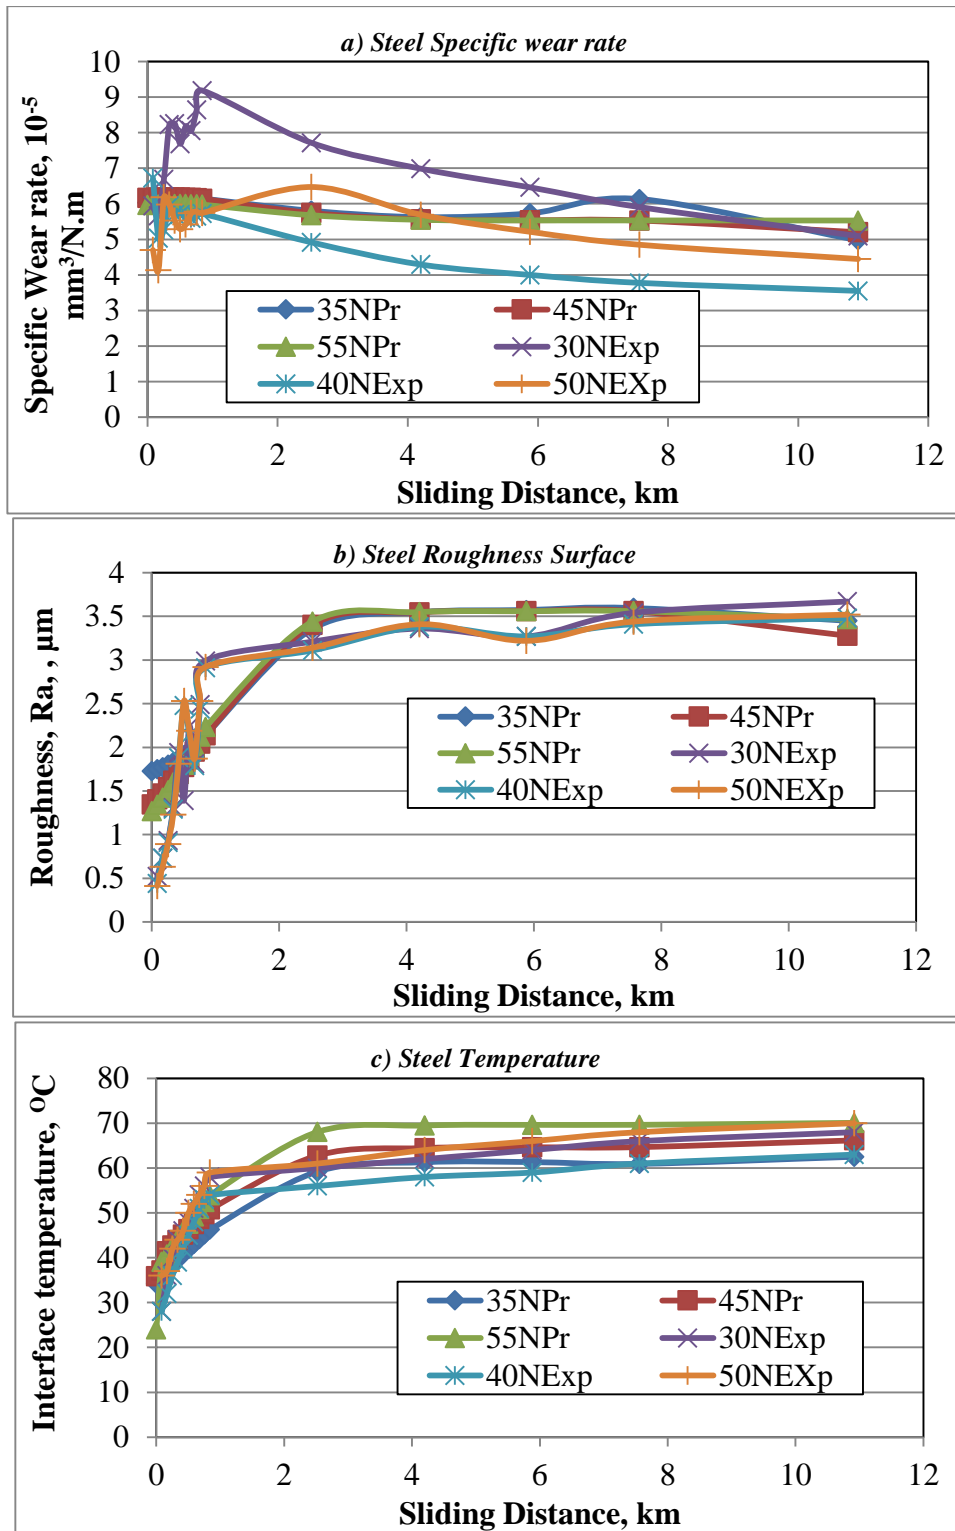 a) Steel Specific wear rate
Specific Wear rate, 10-5
mm3/N.m
10
9
8
7
6
5
4
3
2
1
0
35NPr 45NPr
55NPr 30NExp
40NExp 50NEXp
0 2 4 6 8 10 12
Sliding Distance, km
b) Steel Roughness Surface
Roughness, Ra, , µm
4
3.5
3
2.5
2
1.5
1
0.5
0
35NPr 45NPr
55NPr 30NExp
40NExp 50NEXp
0 2 4 6 8 10 12
Sliding Distance, km
c) Steel Temperature
Interface temperature, OC
80
70
60
50
40
30
20
10
0
35NPr 45NPr
55NPr 30NExp
40NExp 50NEXp
0 2 4 6 8 10 12
Sliding Distance, km